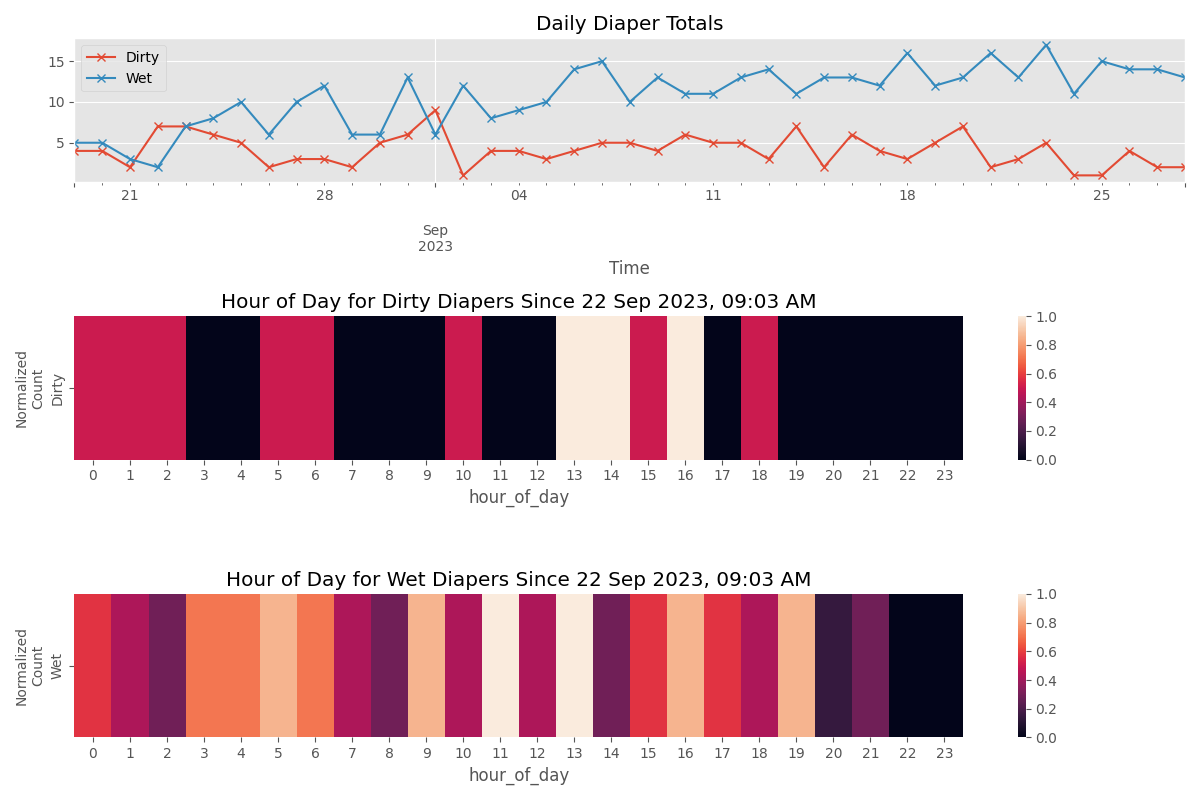 Daily Diaper Totals
Dirty
Wet
15
10
5
21 28 04 11 18 25
Sep
2023
Time
Hour of Day for Dirty Diapers Since 22 Sep 2023, 09:03 AM
Normalized
Count
Dirty
1.0
0.8
0.6
0.4
0.2
0.0
0 1 2 3 4 5 6 7 8 9 10 11 12 13 14 15 16 17 18 19 20 21 22 23
hour_of_day
Hour of Day for Wet Diapers Since 22 Sep 2023, 09:03 AM
Normalized
Count
Wet
1.0
0.8
0.6
0.4
0.2
0.0
0 1 2 3 4 5 6 7 8 9 10 11 12 13 14 15 16 17 18 19 20 21 22 23
hour_of_day